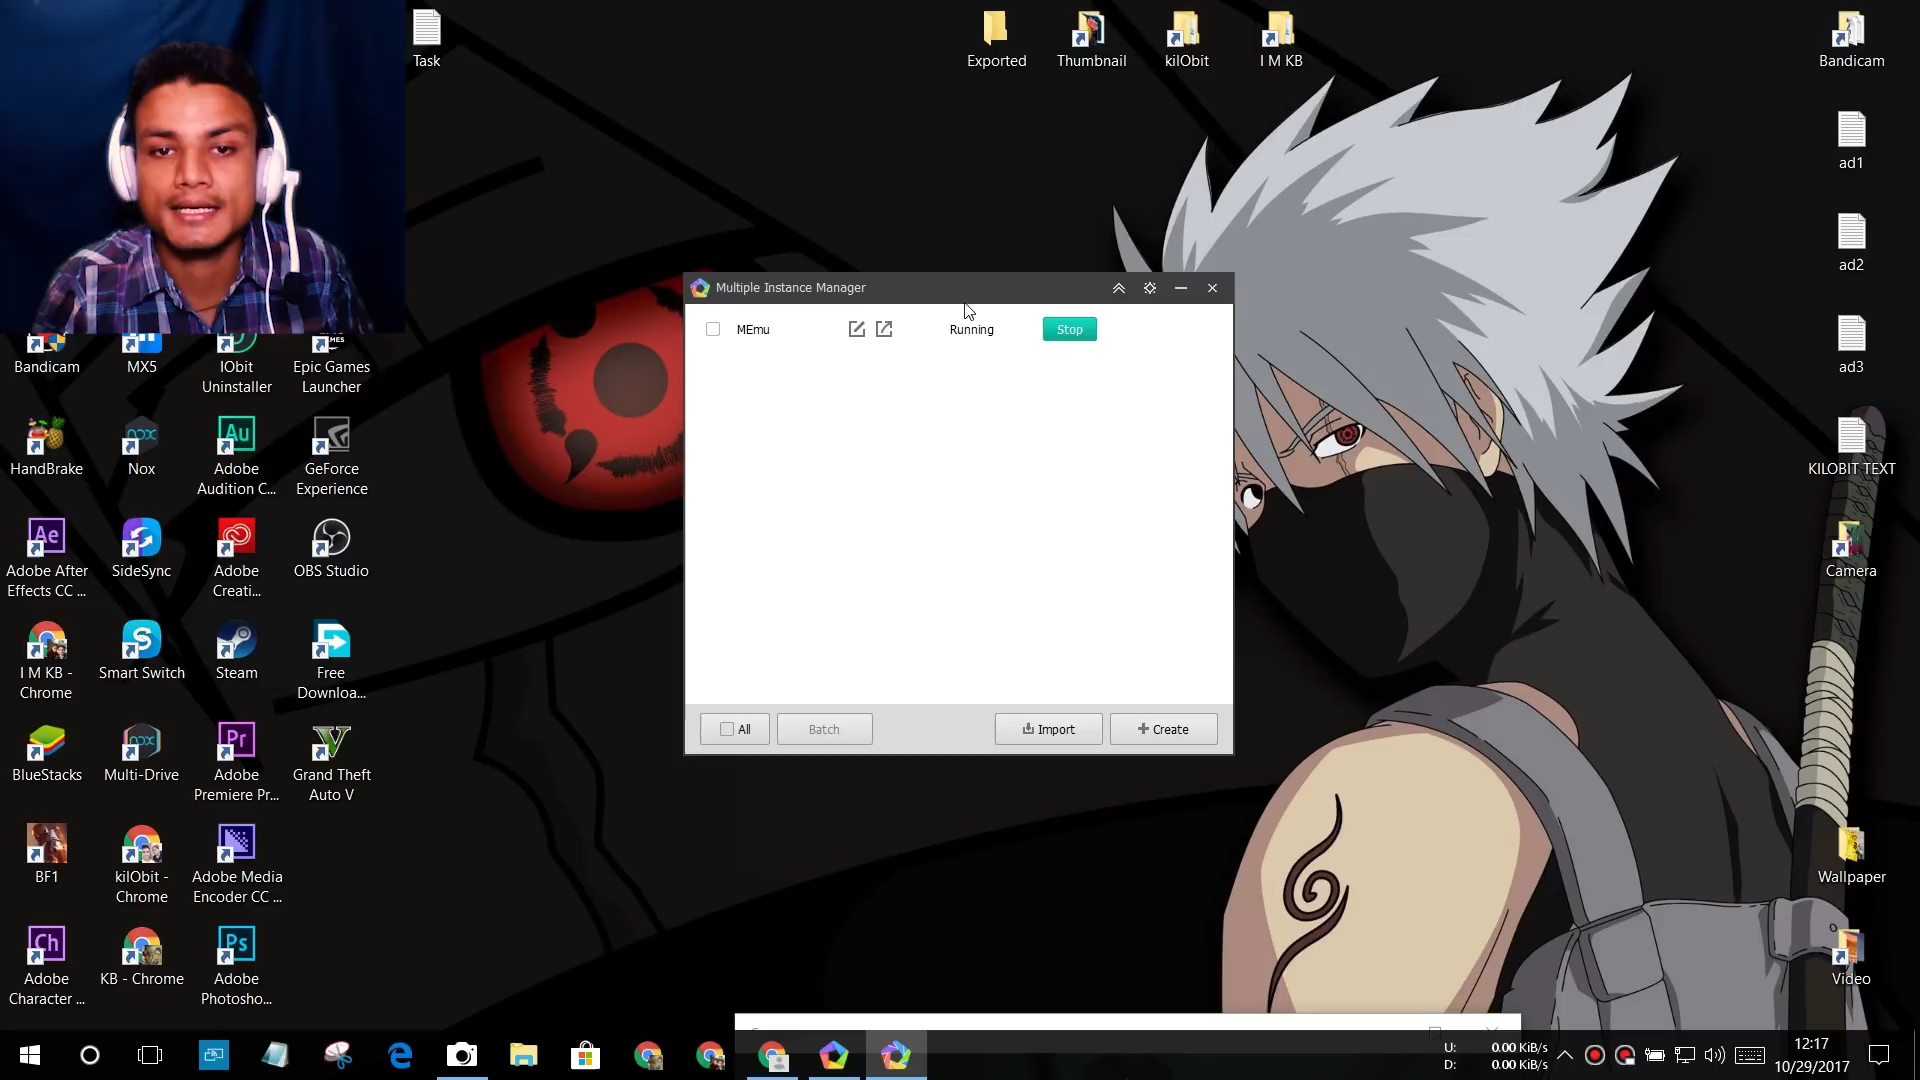 Task
Exported
Thumbnail
kilObit
I M KB
Bandicam
ad1
ad2
ad3
KILOBIT TEXT
Camera
Wallpaper
Video
Bandicam
MX5
IObit
Uninstaller
Epic Games
Launcher
HandBrake
Nox
Adobe
Audition C...
GeForce
Experience
Adobe After
Effects CC ...
SideSync
Adobe
Creati...
OBS Studio
I M KB -
Chrome
Smart Switch
Steam
Free
Downloa...
BlueStacks
Multi-Drive
Adobe
Premiere Pr...
Grand Theft
Auto V
BF1
kilObit -
Chrome
Adobe Media
Encoder CC ...
Adobe
Character ...
KB - Chrome
Adobe
Photosho...
Multiple Instance Manager
MEmu
Running
Stop
All
Batch
Import
Create
U: 0.00 KiB/s
D: 0.00 KiB/s
12:17
10/29/2017